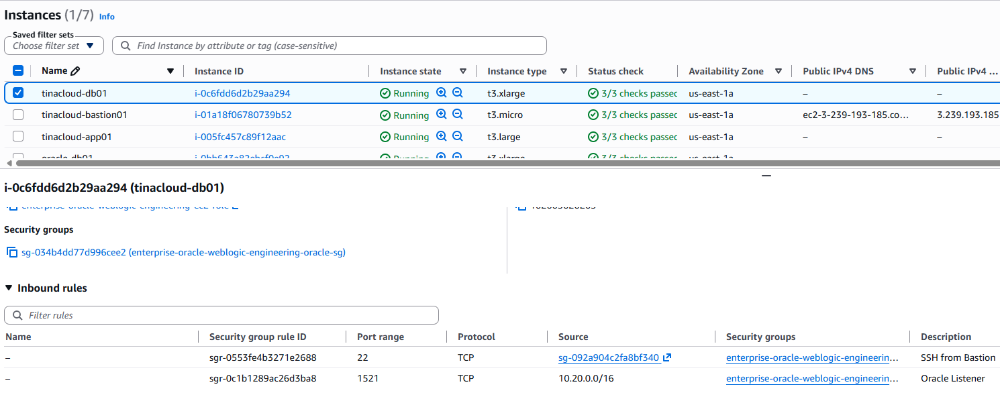 Instances (1/7) Info
Saved filter sets
Choose filter set
Find Instance by attribute or tag (case-sensitive)
Name Instance ID Instance state Instance type Status check Availability Zone Public IPv4 DNS Public IPv4 ...
tinacloud-db01 i-0c6fdd6d2b29aa294 Running t3.xlarge 3/3 checks passec us-east-1a – –
tinacloud-bastion01 i-01a18f06780739b52 Running t3.micro 3/3 checks passec us-east-1a ec2-3-239-193-185.co... 3.239.193.185
tinacloud-app01 i-005fc457c89f12aac Running t3.large 3/3 checks passec us-east-1a – –
oracle-db01 Running t3.xlarge 3/3 checks passec us-east-1a
i-0c6fdd6d2b29aa294 (tinacloud-db01)
enterprise-oracle-weblogic-engineering-ec2-role
Security groups
sg-034b4dd77d996cee2 (enterprise-oracle-weblogic-engineering-oracle-sg)
Inbound rules
Filter rules
Name Security group rule ID Port range Protocol Source Security groups Description
– sgr-0553fe4b3271e2688 22 TCP sg-092a904c2fa8bf340 enterprise-oracle-weblogic-engineerin... SSH from Bastion
– sgr-0c1b1289ac26d3ba8 1521 TCP 10.20.0.0/16 enterprise-oracle-weblogic-engineerin... Oracle Listener